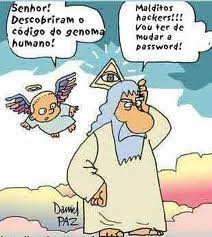 Senhor!
Descobriram o
código do genoma
humano!
Malditos
hackers!!!
Vou ter de
mudar a
password!
Daniel
PAZ